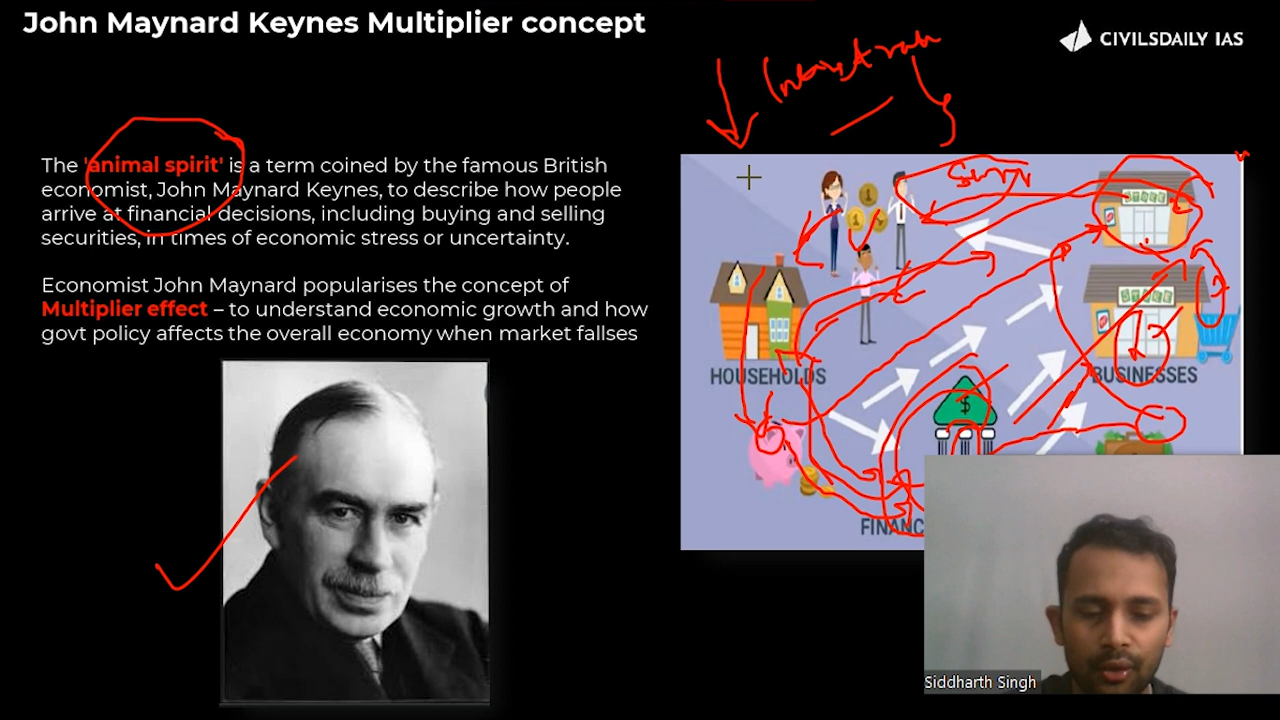 John Maynard Keynes Multiplier concept
CIVILSDAILY IAS
The 'animal spirit' is a term coined by the famous British
economist, John Maynard Keynes, to describe how people
arrive at financial decisions, including buying and selling
securities, in times of economic stress or uncertainty.
Economist John Maynard popularises the concept of
Multiplier effect – to understand economic growth and how
govt policy affects the overall economy when market fallses
STORE
STORE
HOUSEHOLDS
BUSINESSES
$
FINANC
Siddharth Singh